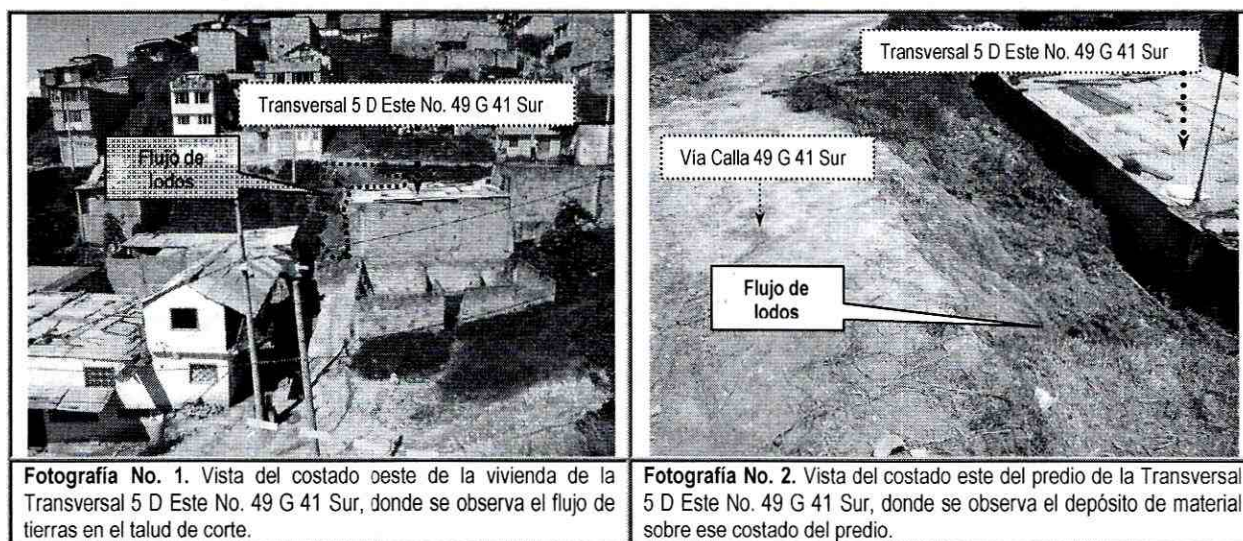 Transversal 5 D Este No. 49 G 41 Sur
Flujo de
lodos
Transversal 5 D Este No. 49 G 41 Sur
Vía Calla 49 G 41 Sur
Flujo de
lodos
Fotografía No. 1. Vista del costado oeste de la vivienda de la
Transversal 5 D Este No. 49 G 41 Sur, donde se observa el flujo de
tierras en el talud de corte.
Fotografía No. 2. Vista del costado este del predio de la Transversal
5 D Este No. 49 G 41 Sur, donde se observa el depósito de material
sobre ese costado del predio.